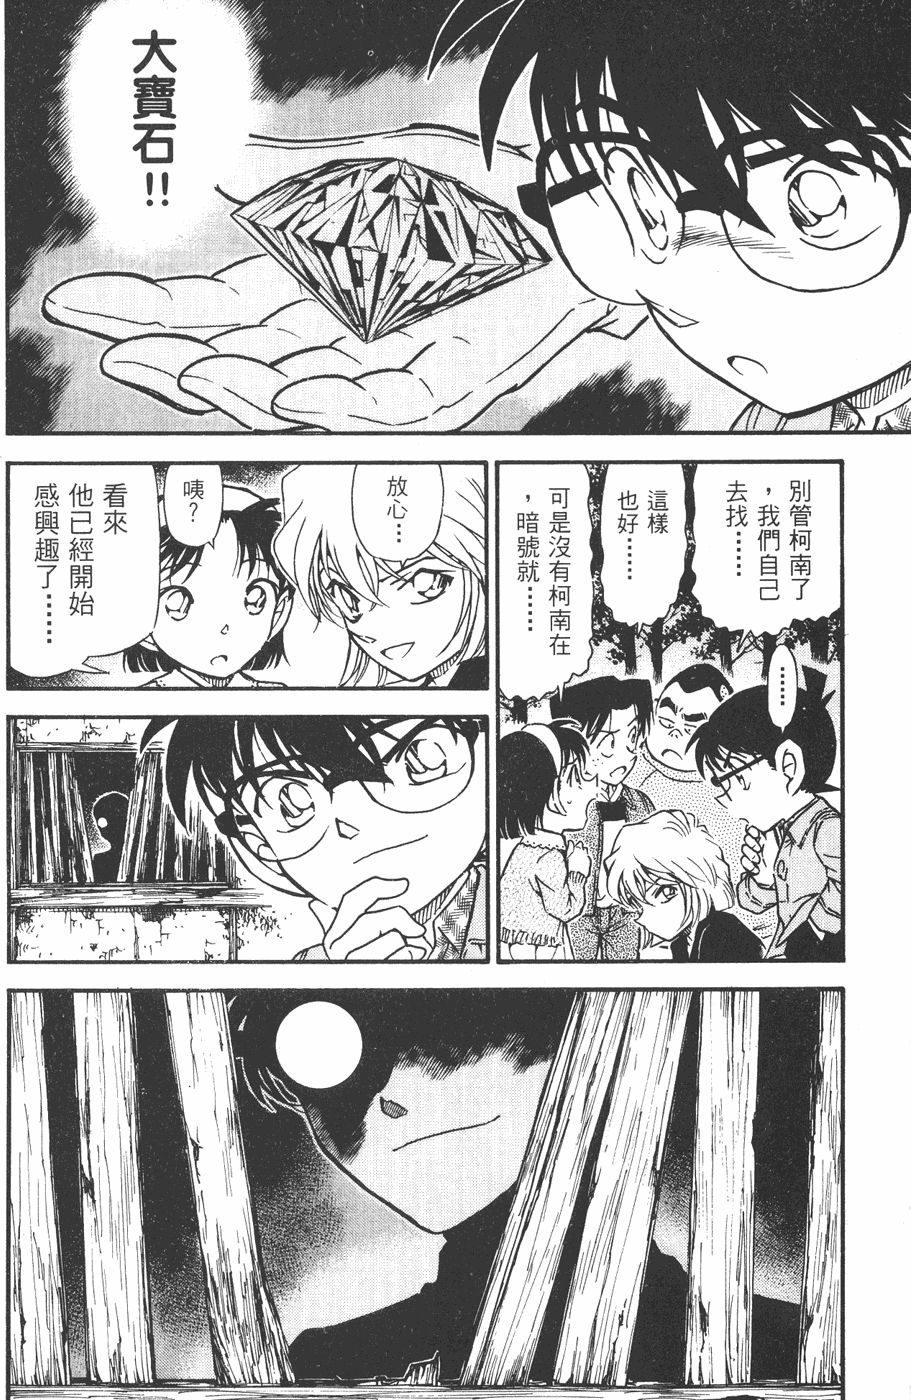 大寶石!!
別管柯南了
，我們自己
去找……
這樣
也好……
可是沒有柯南在
，暗號就……
……
放心…
咦?
看來
他已經開始
感興趣了……